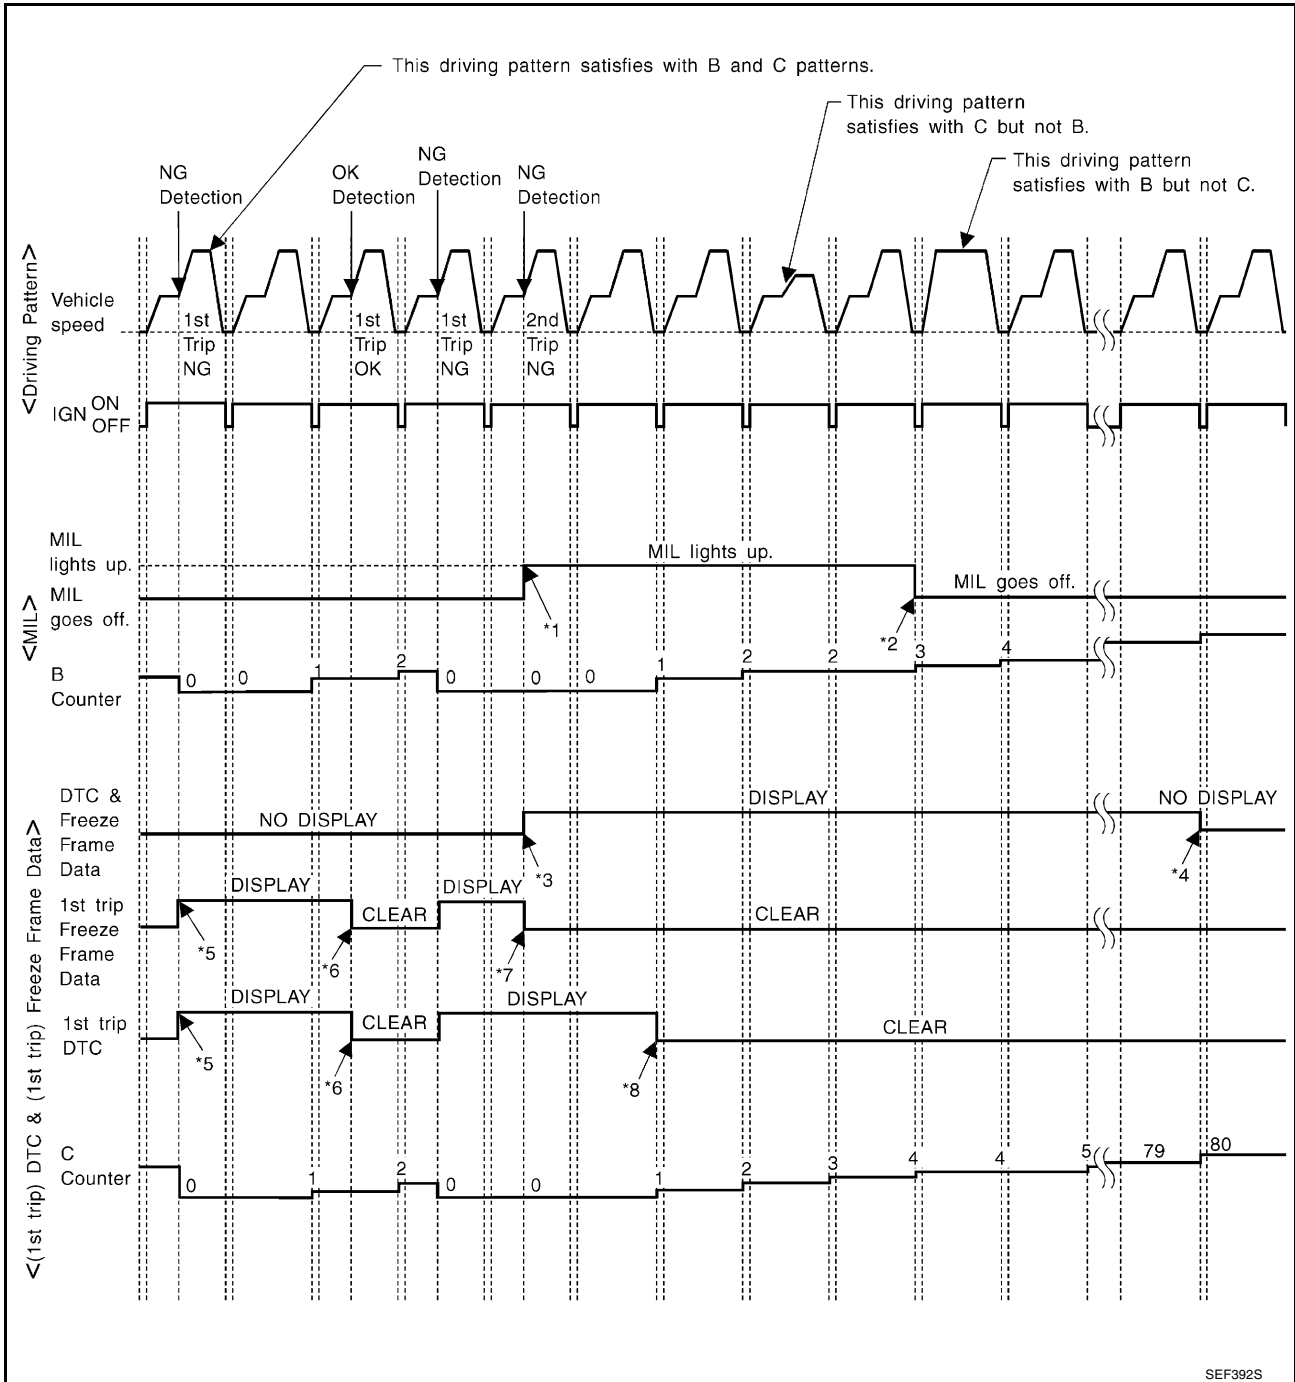 This driving pattern satisfies with B and C patterns.
This driving pattern
satisfies with C but not B.
This driving pattern
satisfies with B but not C.
NG
Detection
OK
Detection
NG
Detection
NG
Detection
<Driving Pattern>
Vehicle
speed
1st
Trip
NG
1st
Trip
OK
1st
Trip
NG
2nd
Trip
NG
IGN ON
OFF
<MIL>
MIL
lights up.
MIL
goes off.
MIL lights up.
MIL goes off.
*1
*2
B
Counter
0 0 1 2 0 0 0 1 2 2 3 4
<(1st trip) DTC & (1st trip) Freeze Frame Data>
DTC &
Freeze
Frame
Data
NO DISPLAY
DISPLAY
NO DISPLAY
*3
*4
1st trip
Freeze
Frame
Data
DISPLAY
CLEAR
DISPLAY
CLEAR
*5
*6
*7
1st trip
DTC
DISPLAY
CLEAR
DISPLAY
CLEAR
*5
*6
*8
C
Counter
0 1 2 0 0 1 2 3 4 4 5 79 80
SEF392S